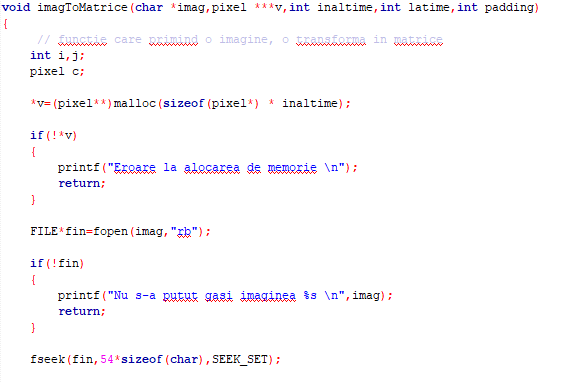 void imagToMatrice(char *imag,pixel ***v,int inaltime,int latime,int padding)
{
// functie care primind o imagine, o transforma in matrice
int i,j;
pixel c;
*v=(pixel**)malloc(sizeof(pixel*) * inaltime);
if(!*v)
{
printf("Eroare la alocarea de memorie \n");
return;
}
FILE*fin=fopen(imag,"rb");
if(!fin)
{
printf("Nu s-a putut gasi imaginea %s \n",imag);
return;
}
fseek(fin,54*sizeof(char),SEEK_SET);